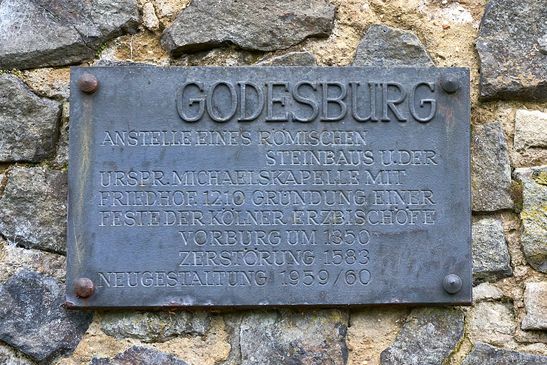 GODESBURG
ANSTELLE EINES RÖMISCHEN
STEINBAUS U. DER
URSPR. MICHAELSKAPELLE MIT
FRIEDHOF 1210 GRÜNDUNG EINER
FESTE DER KÖLNER ERZBISCHÖFE
VORBURG UM 1350
ZERSTÖRUNG 1583
NEUGESTALTUNG 1959/60